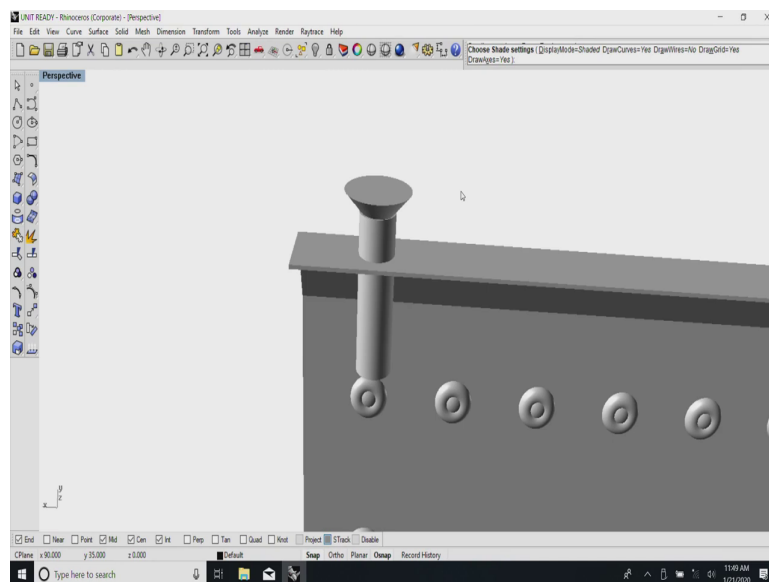 UNIT READY - Rhinoceros (Corporate) - [Perspective]
File Edit View Curve Surface Solid Mesh Dimension Transform Tools Analyze Render Raytrace Help
Choose Shade settings ( DisplayMode=Shaded DrawCurves=Yes DrawWires=No DrawGrid=Yes
DrawAxes=Yes ):
Perspective
y
z
x
End Near Point Mid Cen Int Perp Tan Quad Knot Project STrack Disable
CPlane x 90.000 y 35.000 z 0.000 Default Snap Ortho Planar Osnap Record History
Type here to search
11:49 AM
1/21/2020